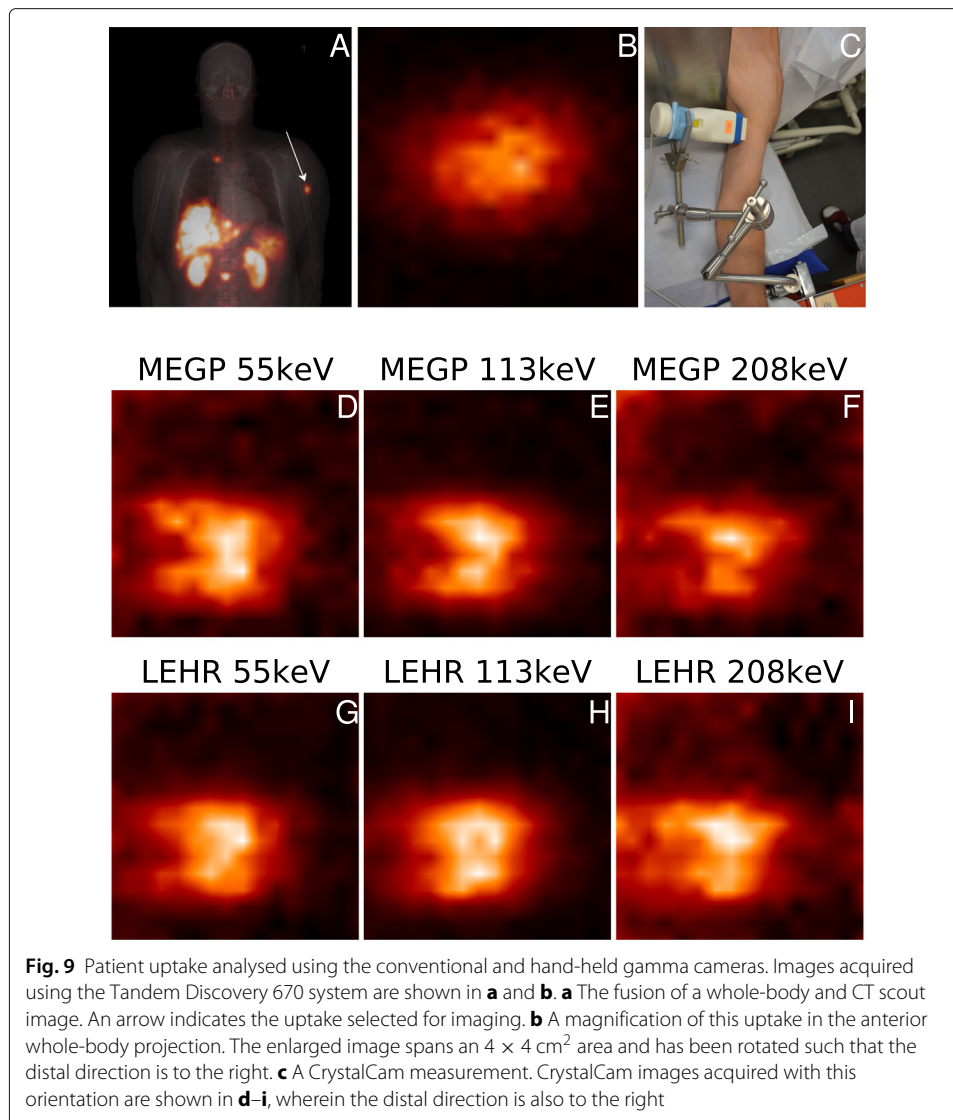 A
B
C
MEGP 55keV
MEGP 113keV
MEGP 208keV
D
E
F
LEHR 55keV
LEHR 113keV
LEHR 208keV
G
H
I
Fig. 9 Patient uptake analysed using the conventional and hand-held gamma cameras. Images acquired
using the Tandem Discovery 670 system are shown in a and b. a The fusion of a whole-body and CT scout
image. An arrow indicates the uptake selected for imaging. b A magnification of this uptake in the anterior
whole-body projection. The enlarged image spans an 4 × 4 cm² area and has been rotated such that the
distal direction is to the right. c A CrystalCam measurement. CrystalCam images acquired with this
orientation are shown in d–i, wherein the distal direction is also to the right